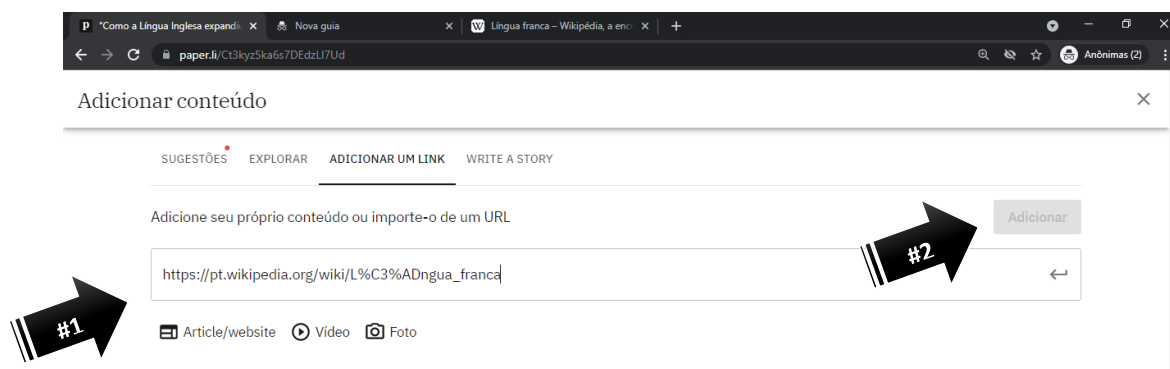 "Como a Língua Inglesa expandiu
Nova guia
Língua franca – Wikipédia, a enci
paper.li/Ct3kyz5ka6s7DEdzLI7Ud
Anônimas (2)
Adicionar conteúdo
SUGESTÕES EXPLORAR ADICIONAR UM LINK WRITE A STORY
Adicione seu próprio conteúdo ou importe-o de um URL
Adicionar
#2
https://pt.wikipedia.org/wiki/L%C3%ADngua_franca
#1
Article/website Vídeo Foto